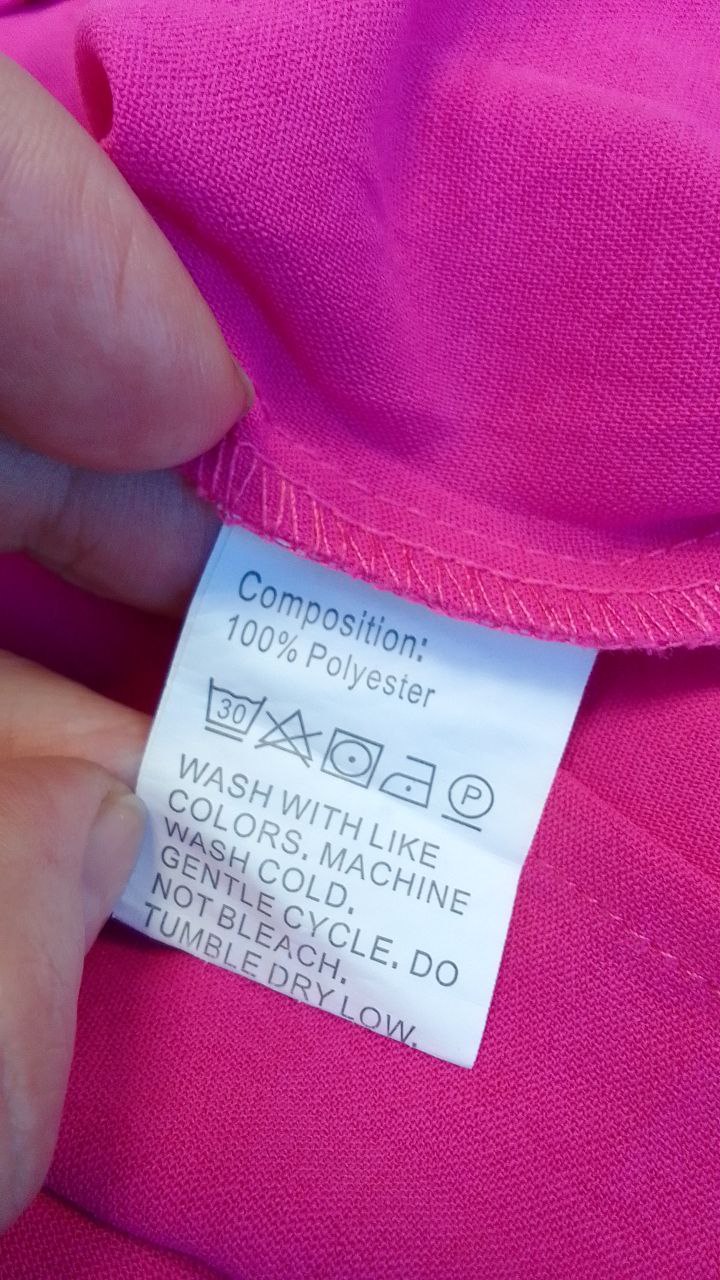 Composition:
100% Polyester
30 P
WASH WITH LIKE
COLORS. MACHINE
WASH COLD.
GENTLE CYCLE. DO
NOT BLEACH.
TUMBLE DRY LOW.